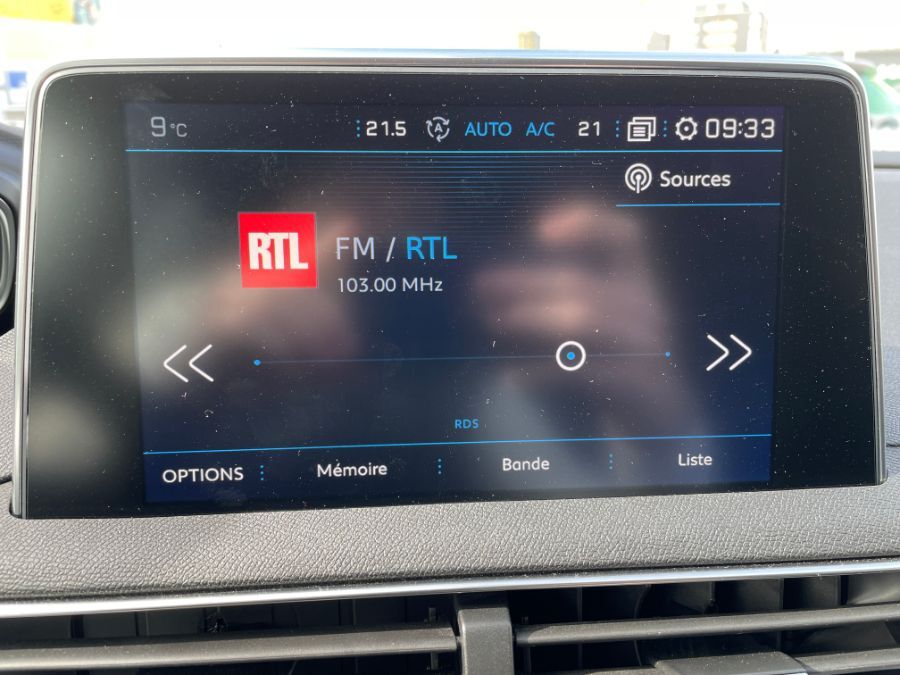 9°C 21.5 A AUTO A/C 21 09:33
Sources
RTL FM / RTL
103.00 MHz
RDS
OPTIONS Mémoire Bande Liste